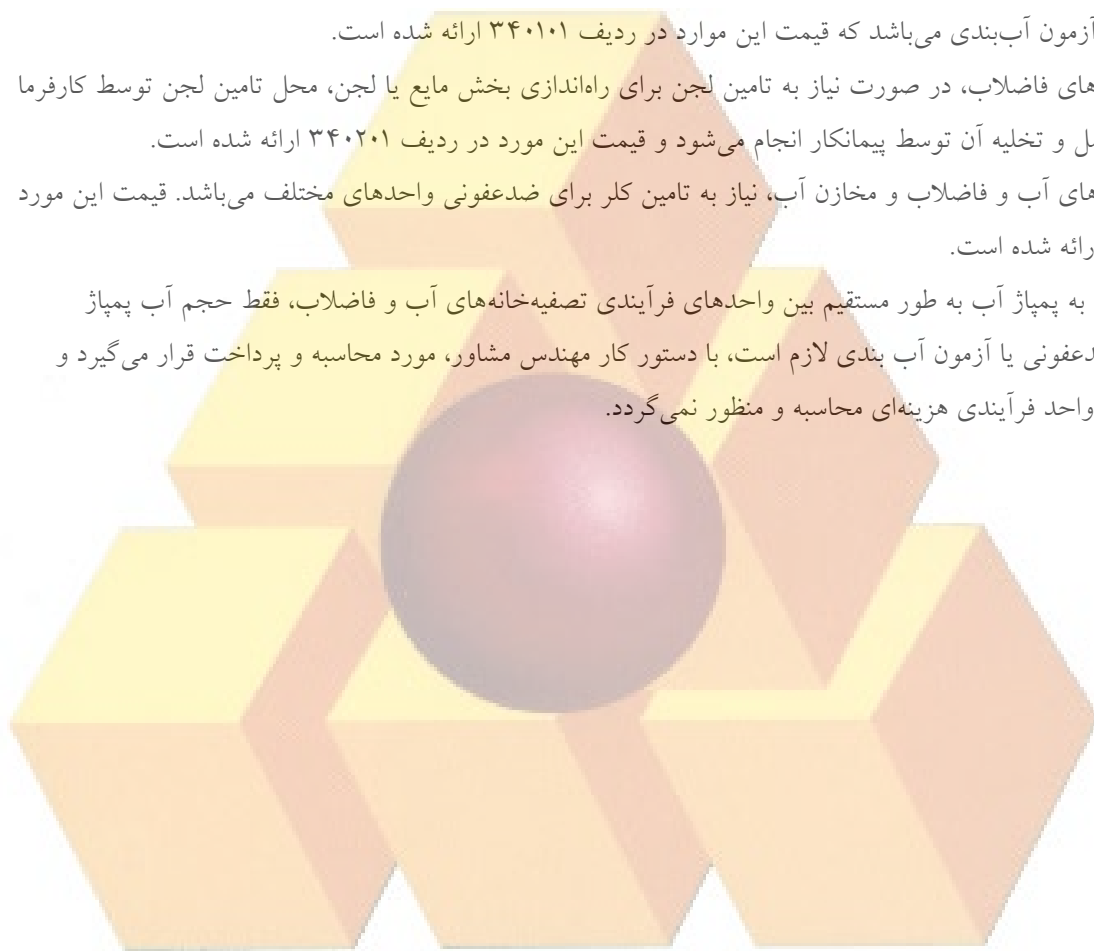 آزمون آب‌بندی می‌باشد که قیمت این موارد در ردیف ۳۴۰۱۰۱ ارائه شده است.
های فاضلاب، در صورت نیاز به تامین لجن برای راه‌اندازی بخش مایع یا لجن، محل تامین لجن توسط کارفرما
ل و تخلیه آن توسط پیمانکار انجام می‌شود و قیمت این مورد در ردیف ۳۴۰۲۰۱ ارائه شده است.
های آب و فاضلاب و مخازن آب، نیاز به تامین کلر برای ضدعفونی واحدهای مختلف می‌باشد. قیمت این مورد
رائه شده است.
به پمپاژ آب به طور مستقیم بین واحدهای فرآیندی تصفیه‌خانه‌های آب و فاضلاب، فقط حجم آب پمپاژ
دعفونی یا آزمون آب بندی لازم است، با دستور کار مهندس مشاور، مورد محاسبه و پرداخت قرار می‌گیرد و
واحد فرآیندی هزینه‌ای محاسبه و منظور نمی‌گردد.